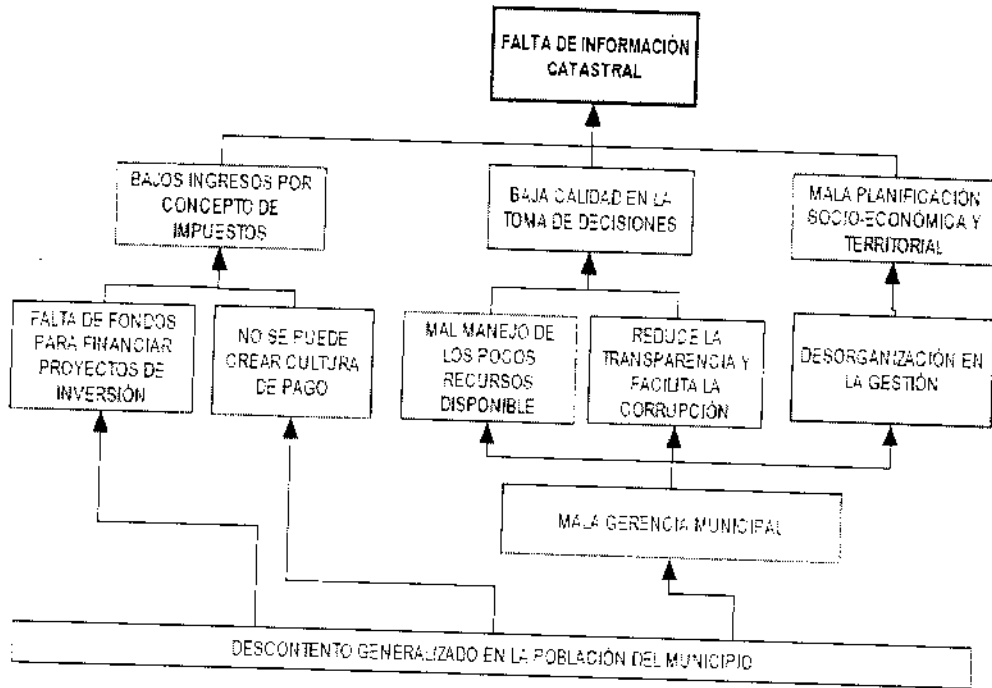 FALTA DE INFORMACIÓN
CATASTRAL
BAJOS INGRESOS POR
CONCEPTO DE
IMPUESTOS
BAJA CALIDAD EN LA
TOMA DE DECISIONES
MALA PLANIFICACIÓN
SOCIO-ECONÓMICA Y
TERRITORIAL
FALTA DE FONDOS
PARA FINANCIAR
PROYECTOS DE
INVERSIÓN
NO SE PUEDE
CREAR CULTURA
DE PAGO
MAL MANEJO DE
LOS POCOS
RECURSOS
DISPONIBLE
REDUCE LA
TRANSPARENCIA Y
FACILITA LA
CORRUPCIÓN
DESORGANIZACIÓN EN
LA GESTIÓN
MALA GERENCIA MUNICIPAL
DESCONTENTO GENERALIZADO EN LA POBLACIÓN DEL MUNICIPIO